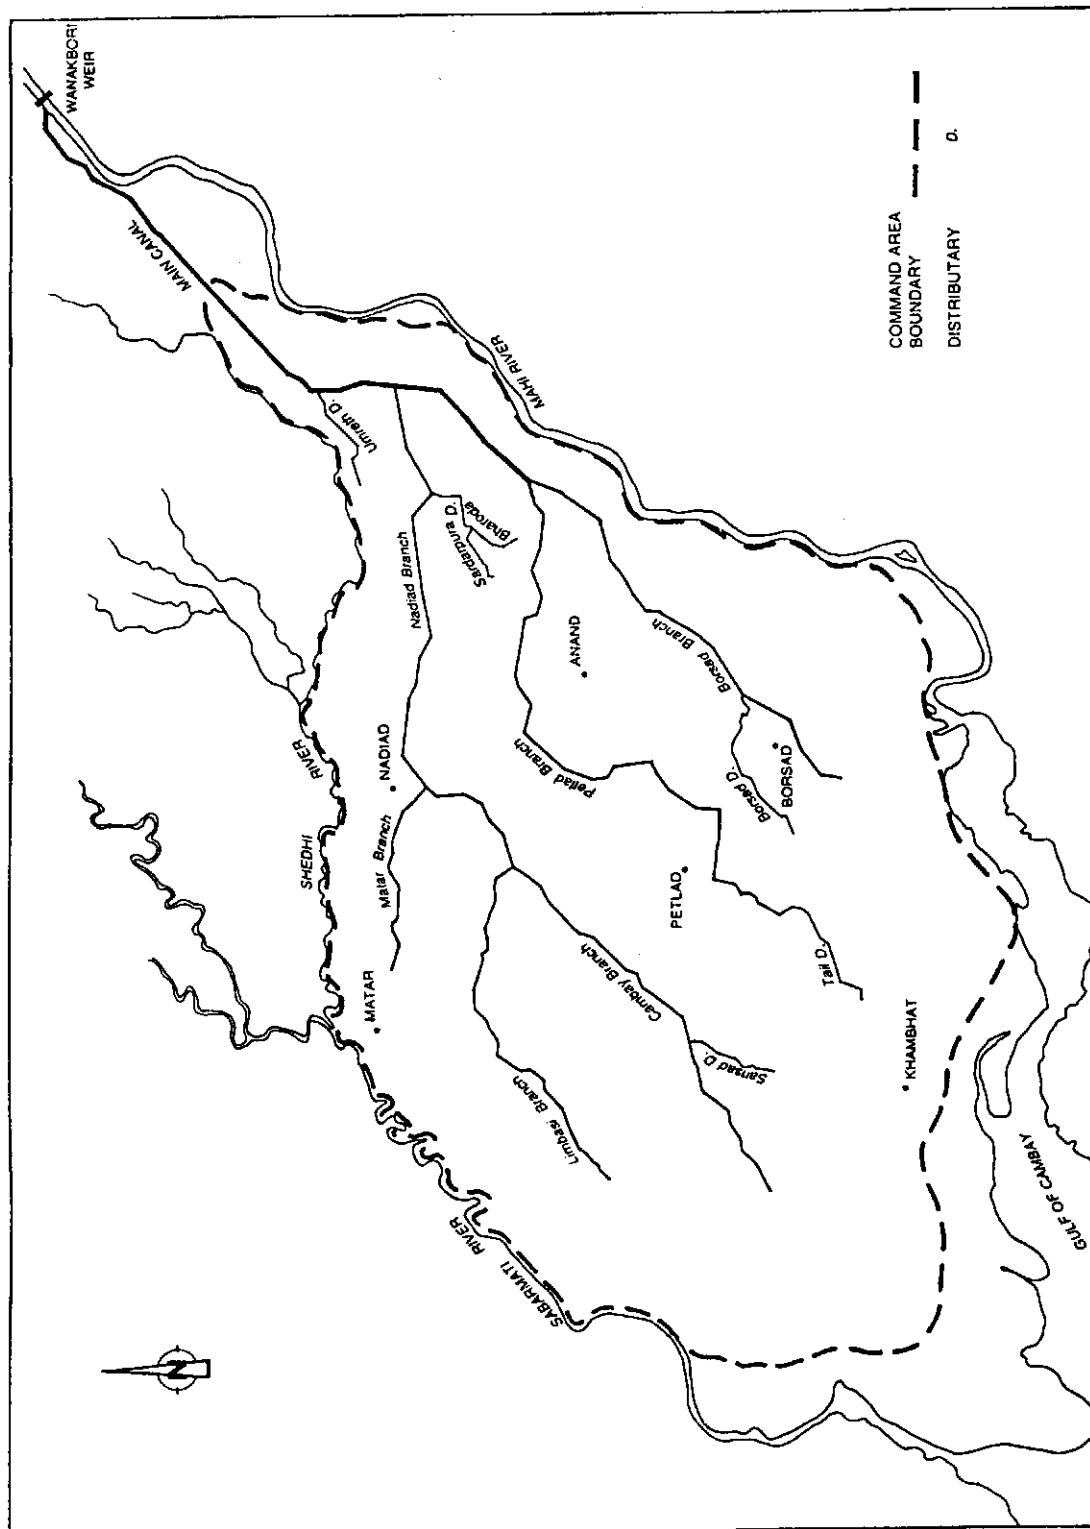 WANAKBORI
WEIR
MAIN CANAL
MAHI RIVER
Umreth D.
Nadiad Branch
Sardarpura D.
Bharoda
SHEDHI
RIVER
NADIAD
ANAND
Borsad Branch
Petlad Branch
Matar Branch
Borsad D.
BORSAD
MATAR
PETLAD
Cambay Branch
Tail D.
Limbasi Branch
Sansad D.
KHAMBHAT
SABARMATI
RIVER
GULF OF CAMBAY
N
COMMAND AREA
BOUNDARY
DISTRIBUTARY D.